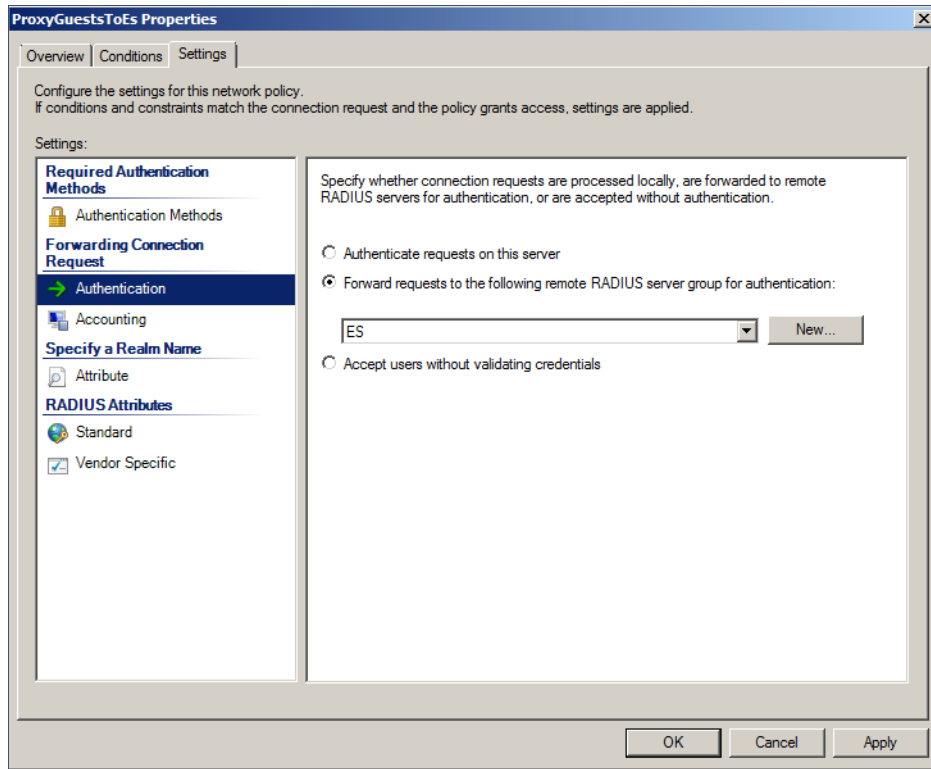 ProxyGuestsToEs Properties
Overview
Conditions
Settings
Configure the settings for this network policy.
If conditions and constraints match the connection request and the policy grants access, settings are applied.
Settings:
Required Authentication
Methods
Authentication Methods
Forwarding Connection
Request
Authentication
Accounting
Specify a Realm Name
Attribute
RADIUS Attributes
Standard
Vendor Specific
Specify whether connection requests are processed locally, are forwarded to remote
RADIUS servers for authentication, or are accepted without authentication.
Authenticate requests on this server
Forward requests to the following remote RADIUS server group for authentication:
ES
New...
Accept users without validating credentials
OK
Cancel
Apply